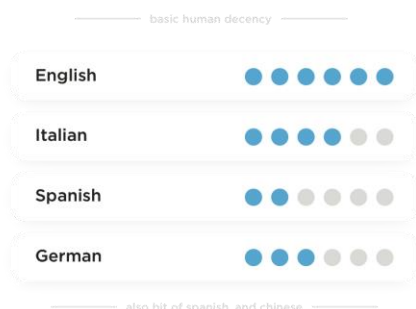 basic human decency
English
Italian
Spanish
German
also bit of spanish, and chinese